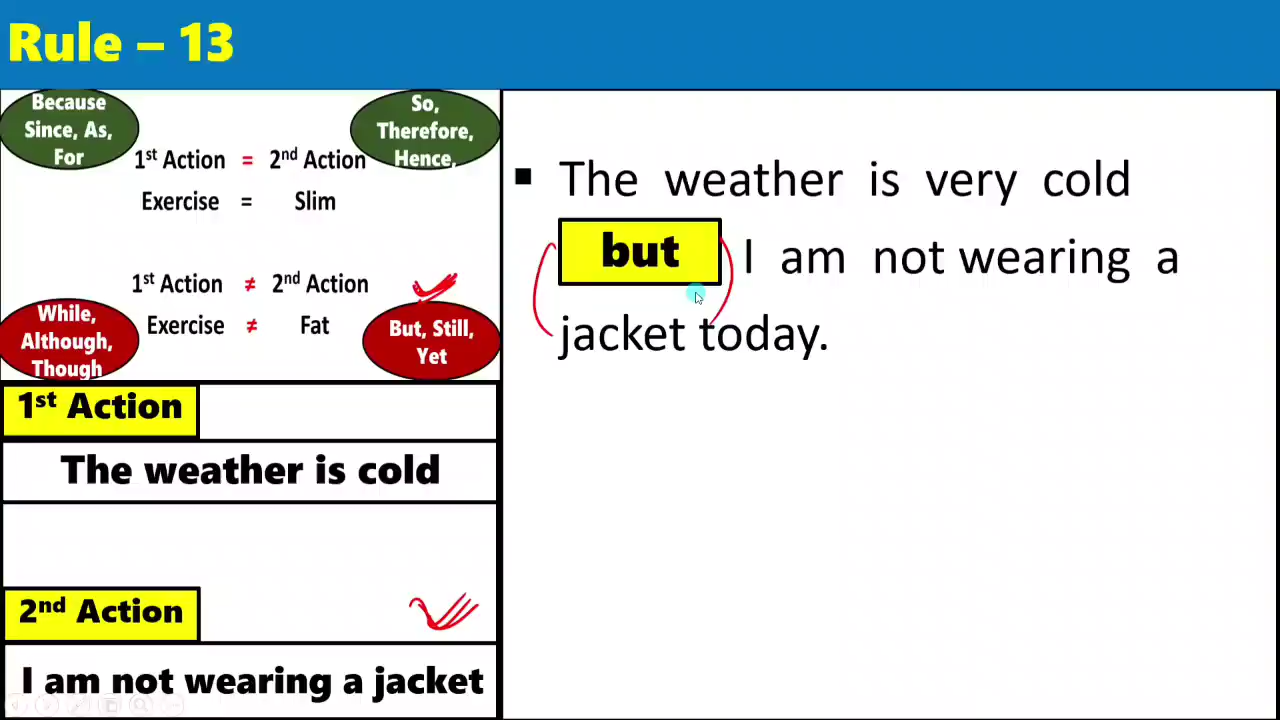 Rule – 13
Because
Since, As,
For
So,
Therefore,
Hence,
1st Action = 2nd Action
Exercise = Slim
1st Action ≠ 2nd Action
Exercise ≠ Fat
While,
Although,
Though
But, Still,
Yet
1st Action
The weather is cold
2nd Action
I am not wearing a jacket
▪ The weather is very cold
but I am not wearing a
jacket today.